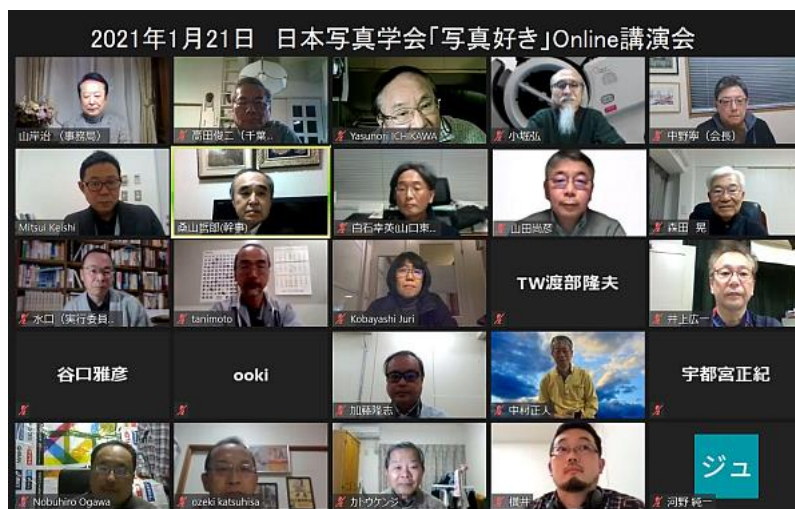 2021年1月21日 日本写真学会「写真好き」Online講演会
山岸治（事務局）
高田俊二（千葉...
Yasunori ICHIKAWA
小堀弘
中野寧（会長）
Mitsui Keishi
桑山哲郎(幹事)
白石幸英(山口東...
山田尚彦
森田 晃
水口（実行委員...
tanimoto
Kobayashi Juri
TW渡部隆夫
井上広一
谷口雅彦
ooki
加藤隆志
中村正人
宇都宮正紀
Nobuhiro Ogawa
ozeki katsuhisa
カトウケンジ
横井
ジュ
河野 純一